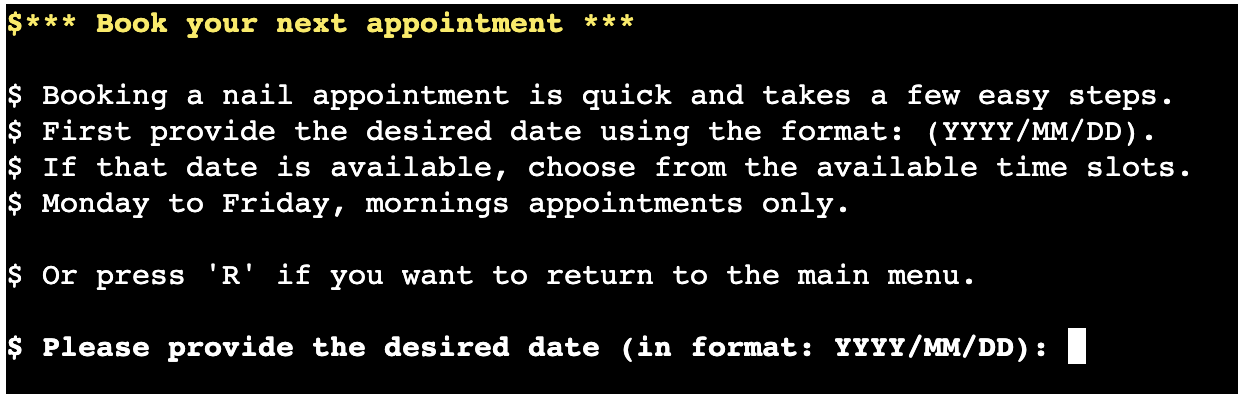 $*** Book your next appointment ***
$ Booking a nail appointment is quick and takes a few easy steps.
$ First provide the desired date using the format: (YYYY/MM/DD).
$ If that date is available, choose from the available time slots.
$ Monday to Friday, mornings appointments only.
$ Or press 'R' if you want to return to the main menu.
$ Please provide the desired date (in format: YYYY/MM/DD):